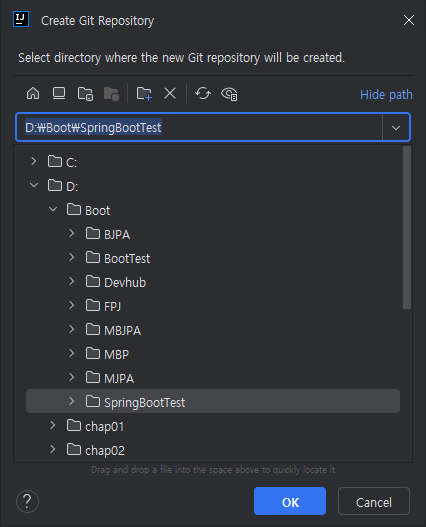 Create Git Repository
Select directory where the new Git repository will be created.
Hide path
D:₩Boot₩SpringBootTest
C:
D:
Boot
BJPA
BootTest
Devhub
FPJ
MBJPA
MBP
MJPA
SpringBootTest
chap01
chap02
Drag and drop a file into the space above to quickly locate it
? OK Cancel